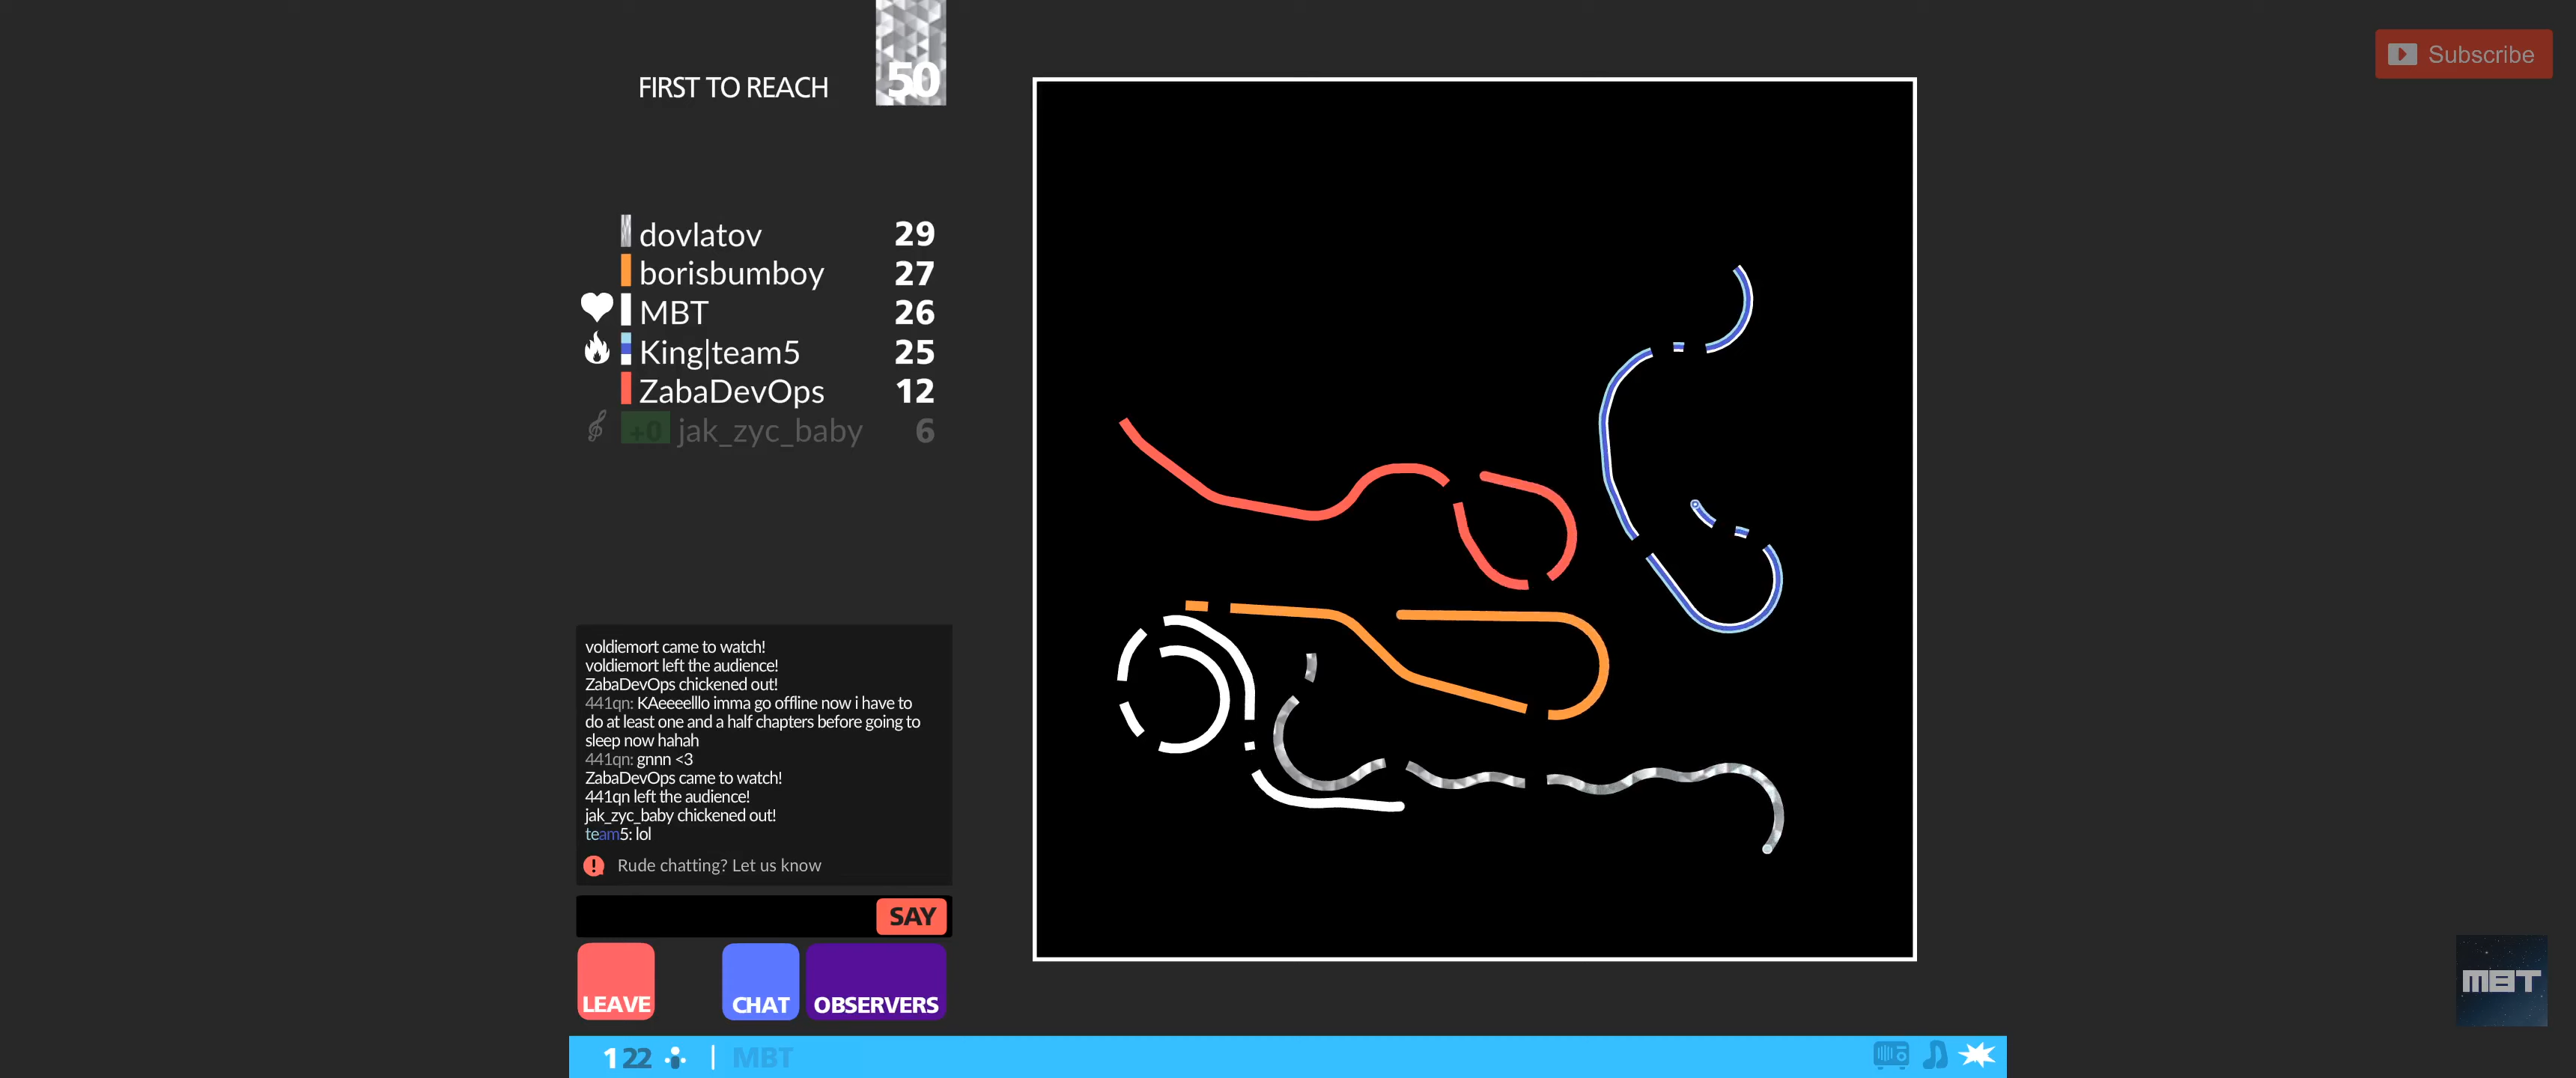 FIRST TO REACH 50
Subscribe
dovlatov 29
borisbumboy 27
MBT 26
King|team5 25
ZabaDevOps 12
+0 jak_zyc_baby 6
voldiemort came to watch!
voldiemort left the audience!
ZabaDevOps chickened out!
441qn: KAeeeelllo imma go offline now i have to
do at least one and a half chapters before going to
sleep now hahah
441qn: gnnn <3
ZabaDevOps came to watch!
441qn left the audience!
jak_zyc_baby chickened out!
team5: lol
Rude chatting? Let us know
SAY
LEAVE CHAT OBSERVERS
MBT
122 | MBT